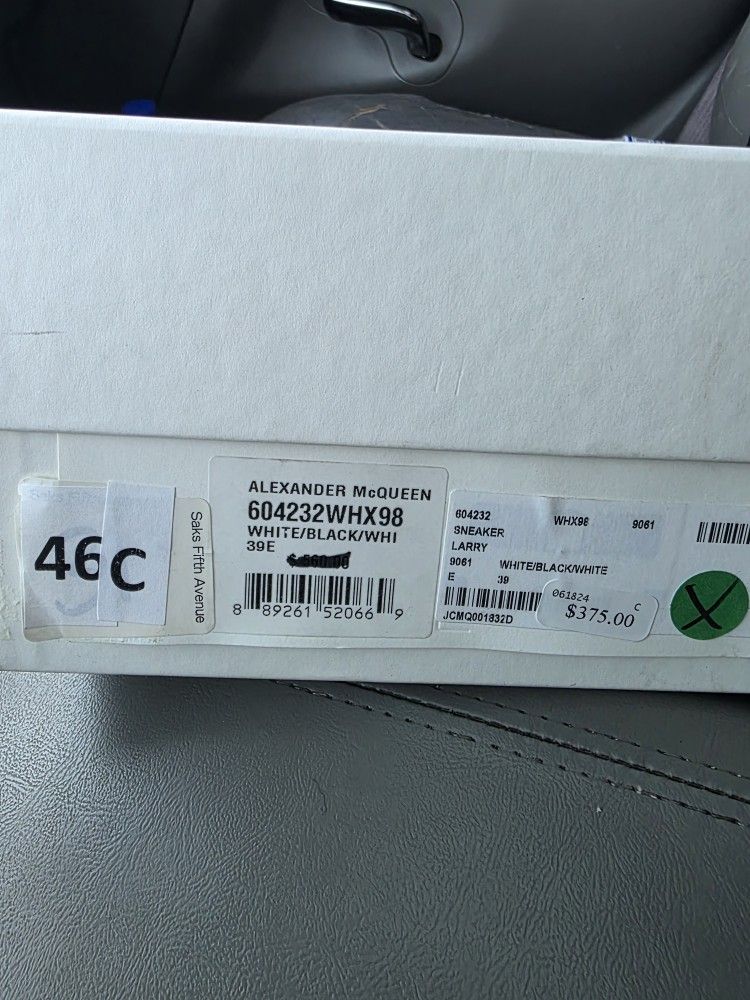 46C
Saks Fifth Avenue
ALEXANDER McQUEEN
604232WHX98
WHITE/BLACK/WHI
39E
8 89261 52066 9
604232 WHX98 9061
SNEAKER
LARRY
9061 WHITE/BLACK/WHITE
E 39
JCMQ001832D
061824 C
$375.00
X